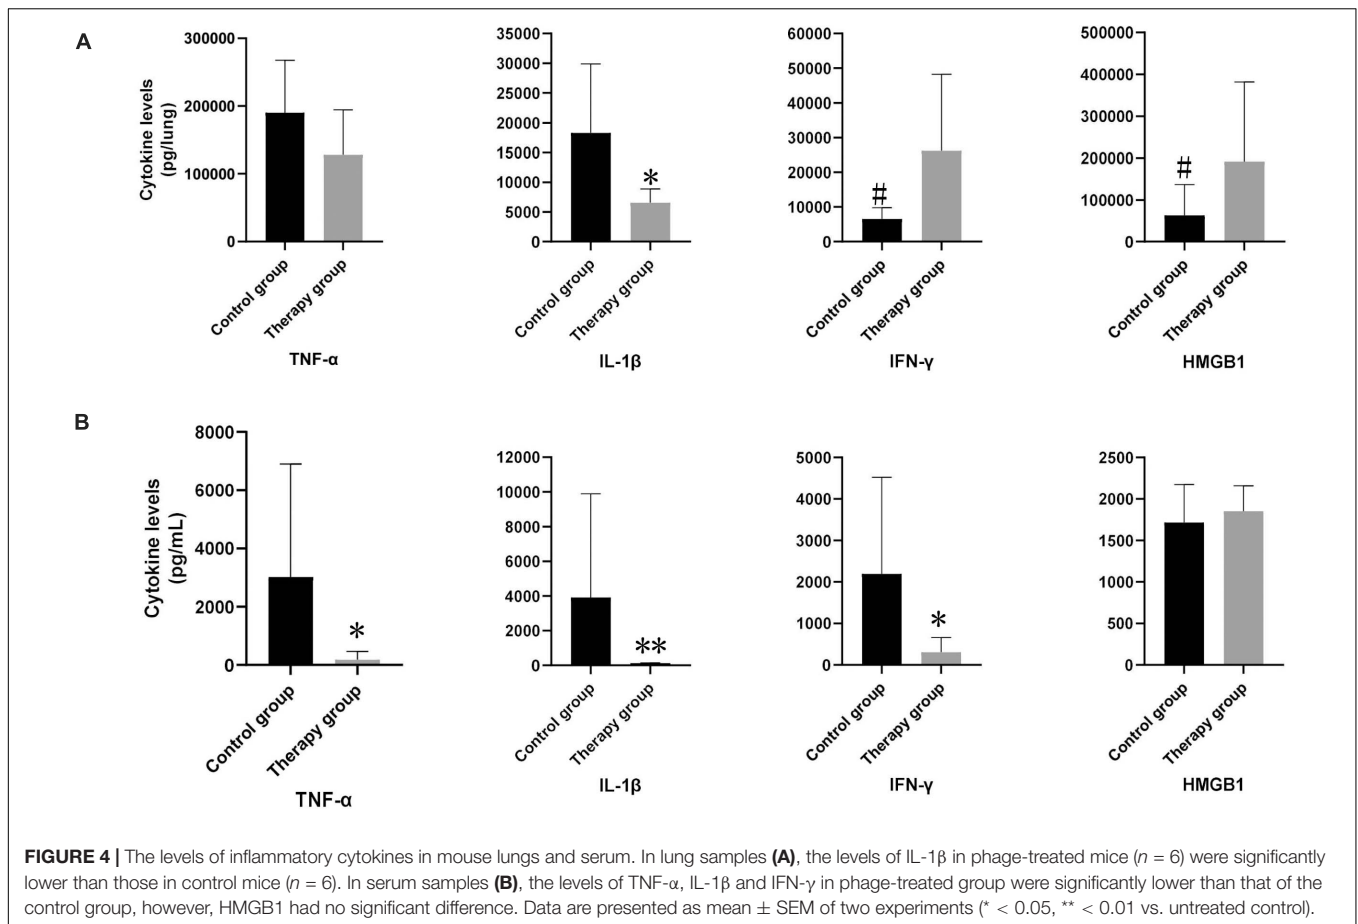 A
Cytokine levels
(pg/lung)
300000
200000
100000
0
Control group
Therapy group
TNF-α
35000
30000
25000
20000
15000
10000
5000
0
*
Control group
Therapy group
IL-1β
60000
50000
40000
30000
20000
10000
0
#
Control group
Therapy group
IFN-γ
500000
400000
300000
200000
100000
0
#
Control group
Therapy group
HMGB1
B
Cytokine levels
(pg/mL)
8000
6000
4000
2000
0
*
Control group
Therapy group
TNF-α
12000
10000
8000
6000
4000
2000
0
**
Control group
Therapy group
IL-1β
5000
4000
3000
2000
1000
0
*
Control group
Therapy group
IFN-γ
2500
2000
1500
1000
500
0
Control group
Therapy group
HMGB1
FIGURE 4 | The levels of inflammatory cytokines in mouse lungs and serum. In lung samples (A), the levels of IL-1β in phage-treated mice (n = 6) were significantly
lower than those in control mice (n = 6). In serum samples (B), the levels of TNF-α, IL-1β and IFN-γ in phage-treated group were significantly lower than that of the
control group, however, HMGB1 had no significant difference. Data are presented as mean ± SEM of two experiments (* < 0.05, ** < 0.01 vs. untreated control).